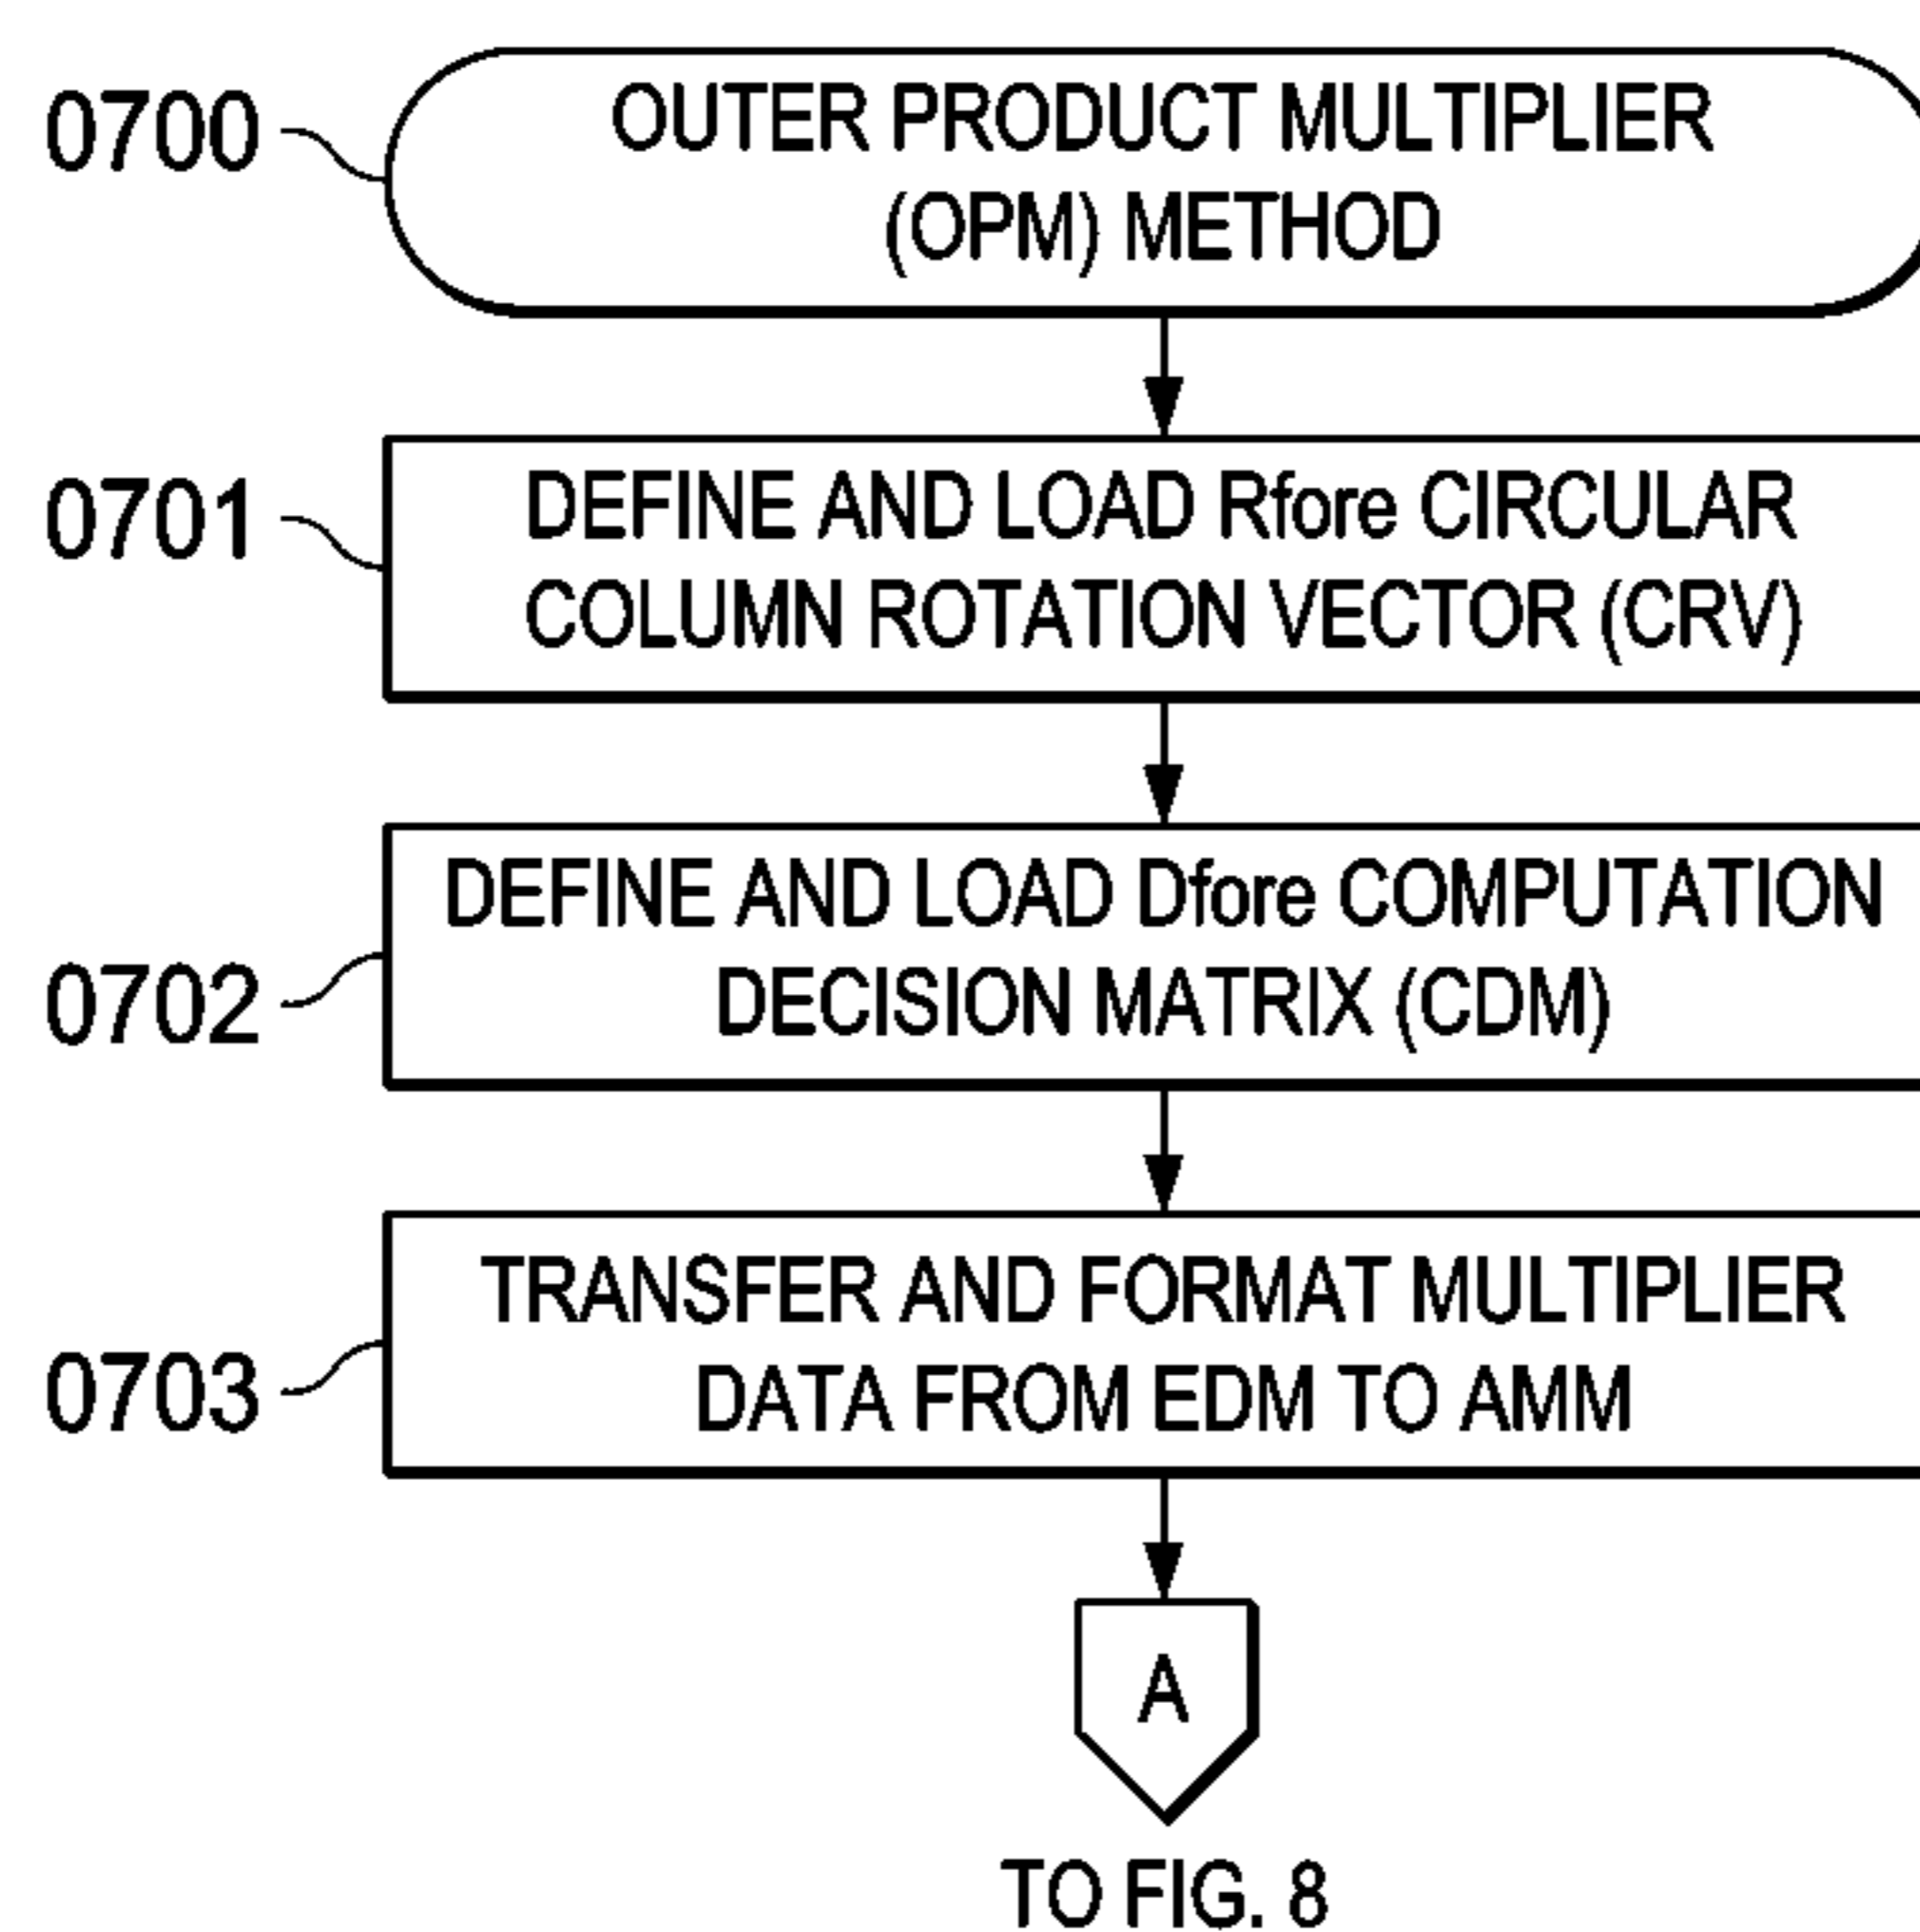 0700
OUTER PRODUCT MULTIPLIER
(OPM) METHOD
0701
DEFINE AND LOAD Rfore CIRCULAR
COLUMN ROTATION VECTOR (CRV)
0702
DEFINE AND LOAD Dfore COMPUTATION
DECISION MATRIX (CDM)
0703
TRANSFER AND FORMAT MULTIPLIER
DATA FROM EDM TO AMM
A
TO FIG. 8